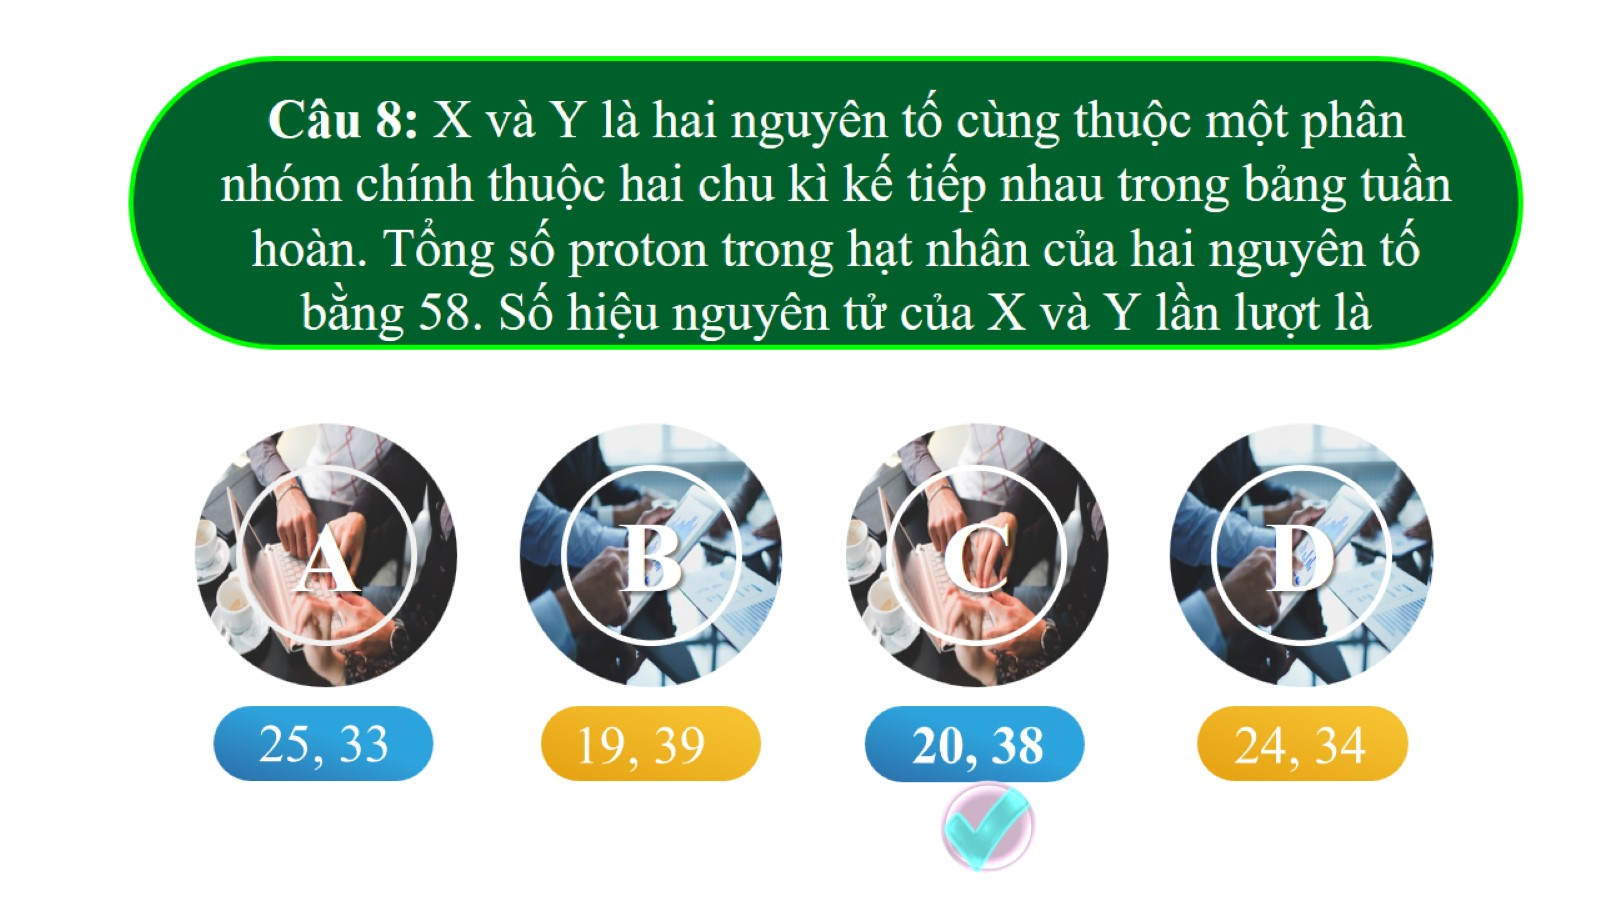 Câu 8: X và Y là hai nguyên tố cùng thuộc một phân
nhóm chính thuộc hai chu kì kế tiếp nhau trong bảng tuần
hoàn. Tổng số proton trong hạt nhân của hai nguyên tố
bằng 58. Số hiệu nguyên tử của X và Y lần lượt là
A
B
C
D
25, 33
19, 39
20, 38
24, 34